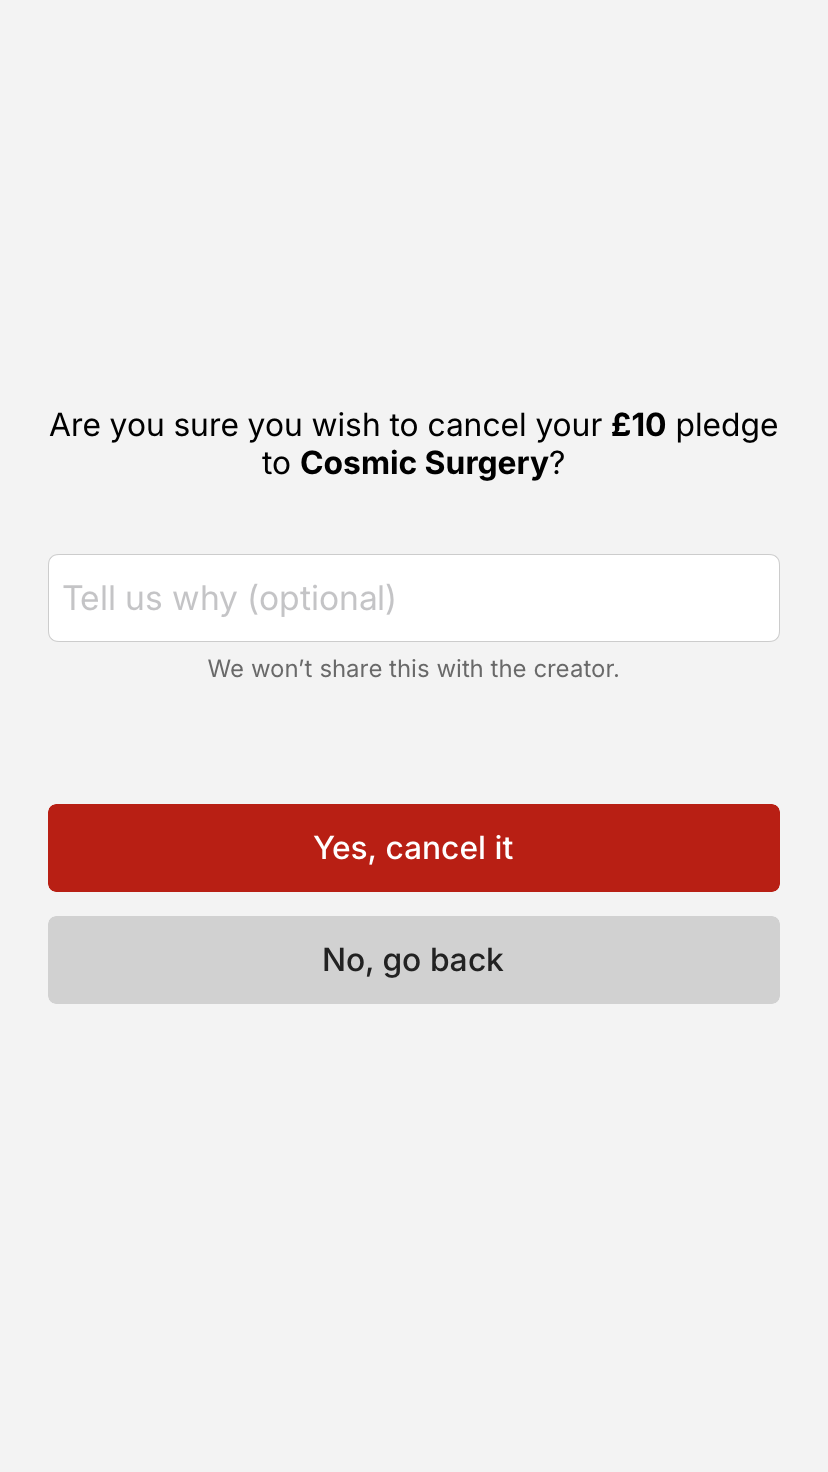 Are you sure you wish to cancel your £10 pledge
to Cosmic Surgery?
Tell us why (optional)
We won’t share this with the creator.
Yes, cancel it
No, go back